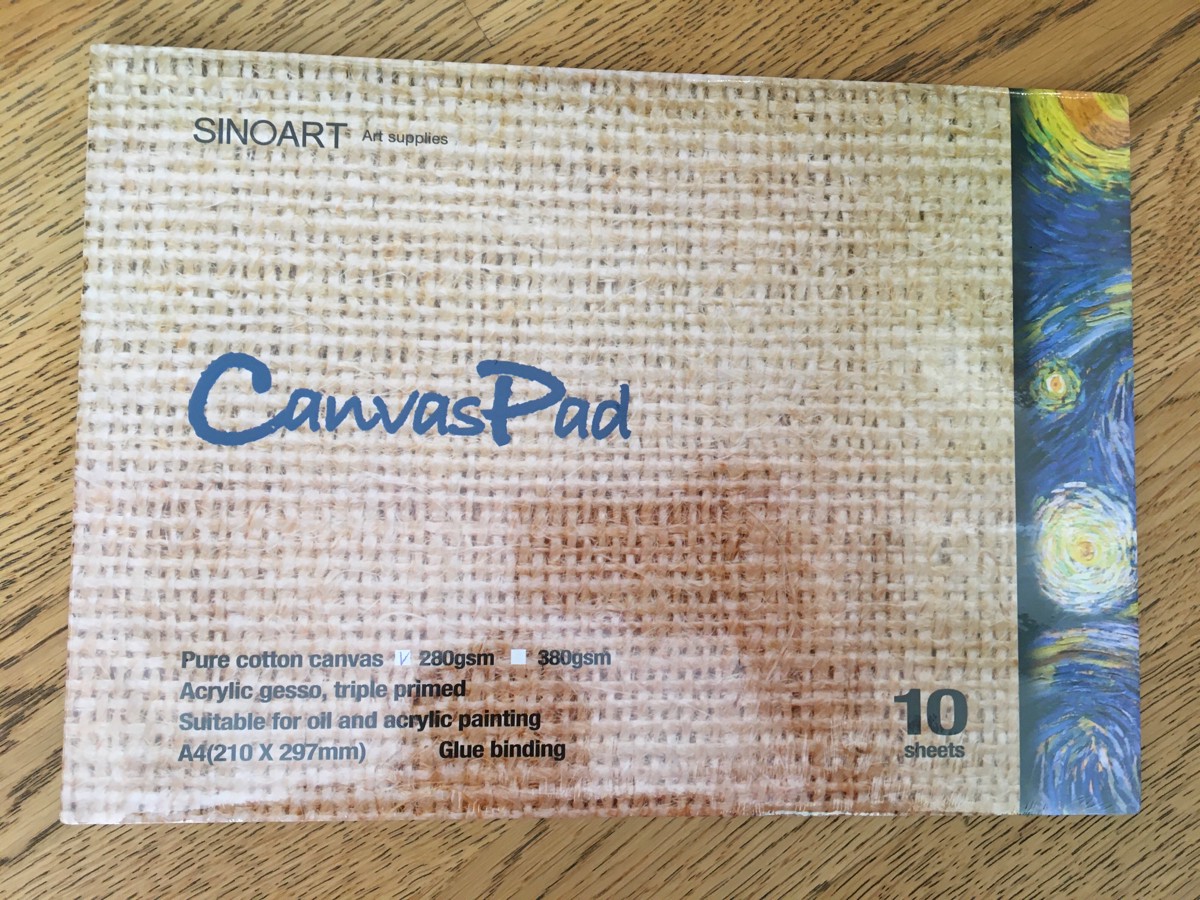 SINOART Art supplies
CanvasPad
Pure cotton canvas ☑ 280gsm ☐ 380gsm
Acrylic gesso, triple primed
Suitable for oil and acrylic painting
A4(210 X 297mm) Glue binding
10
sheets